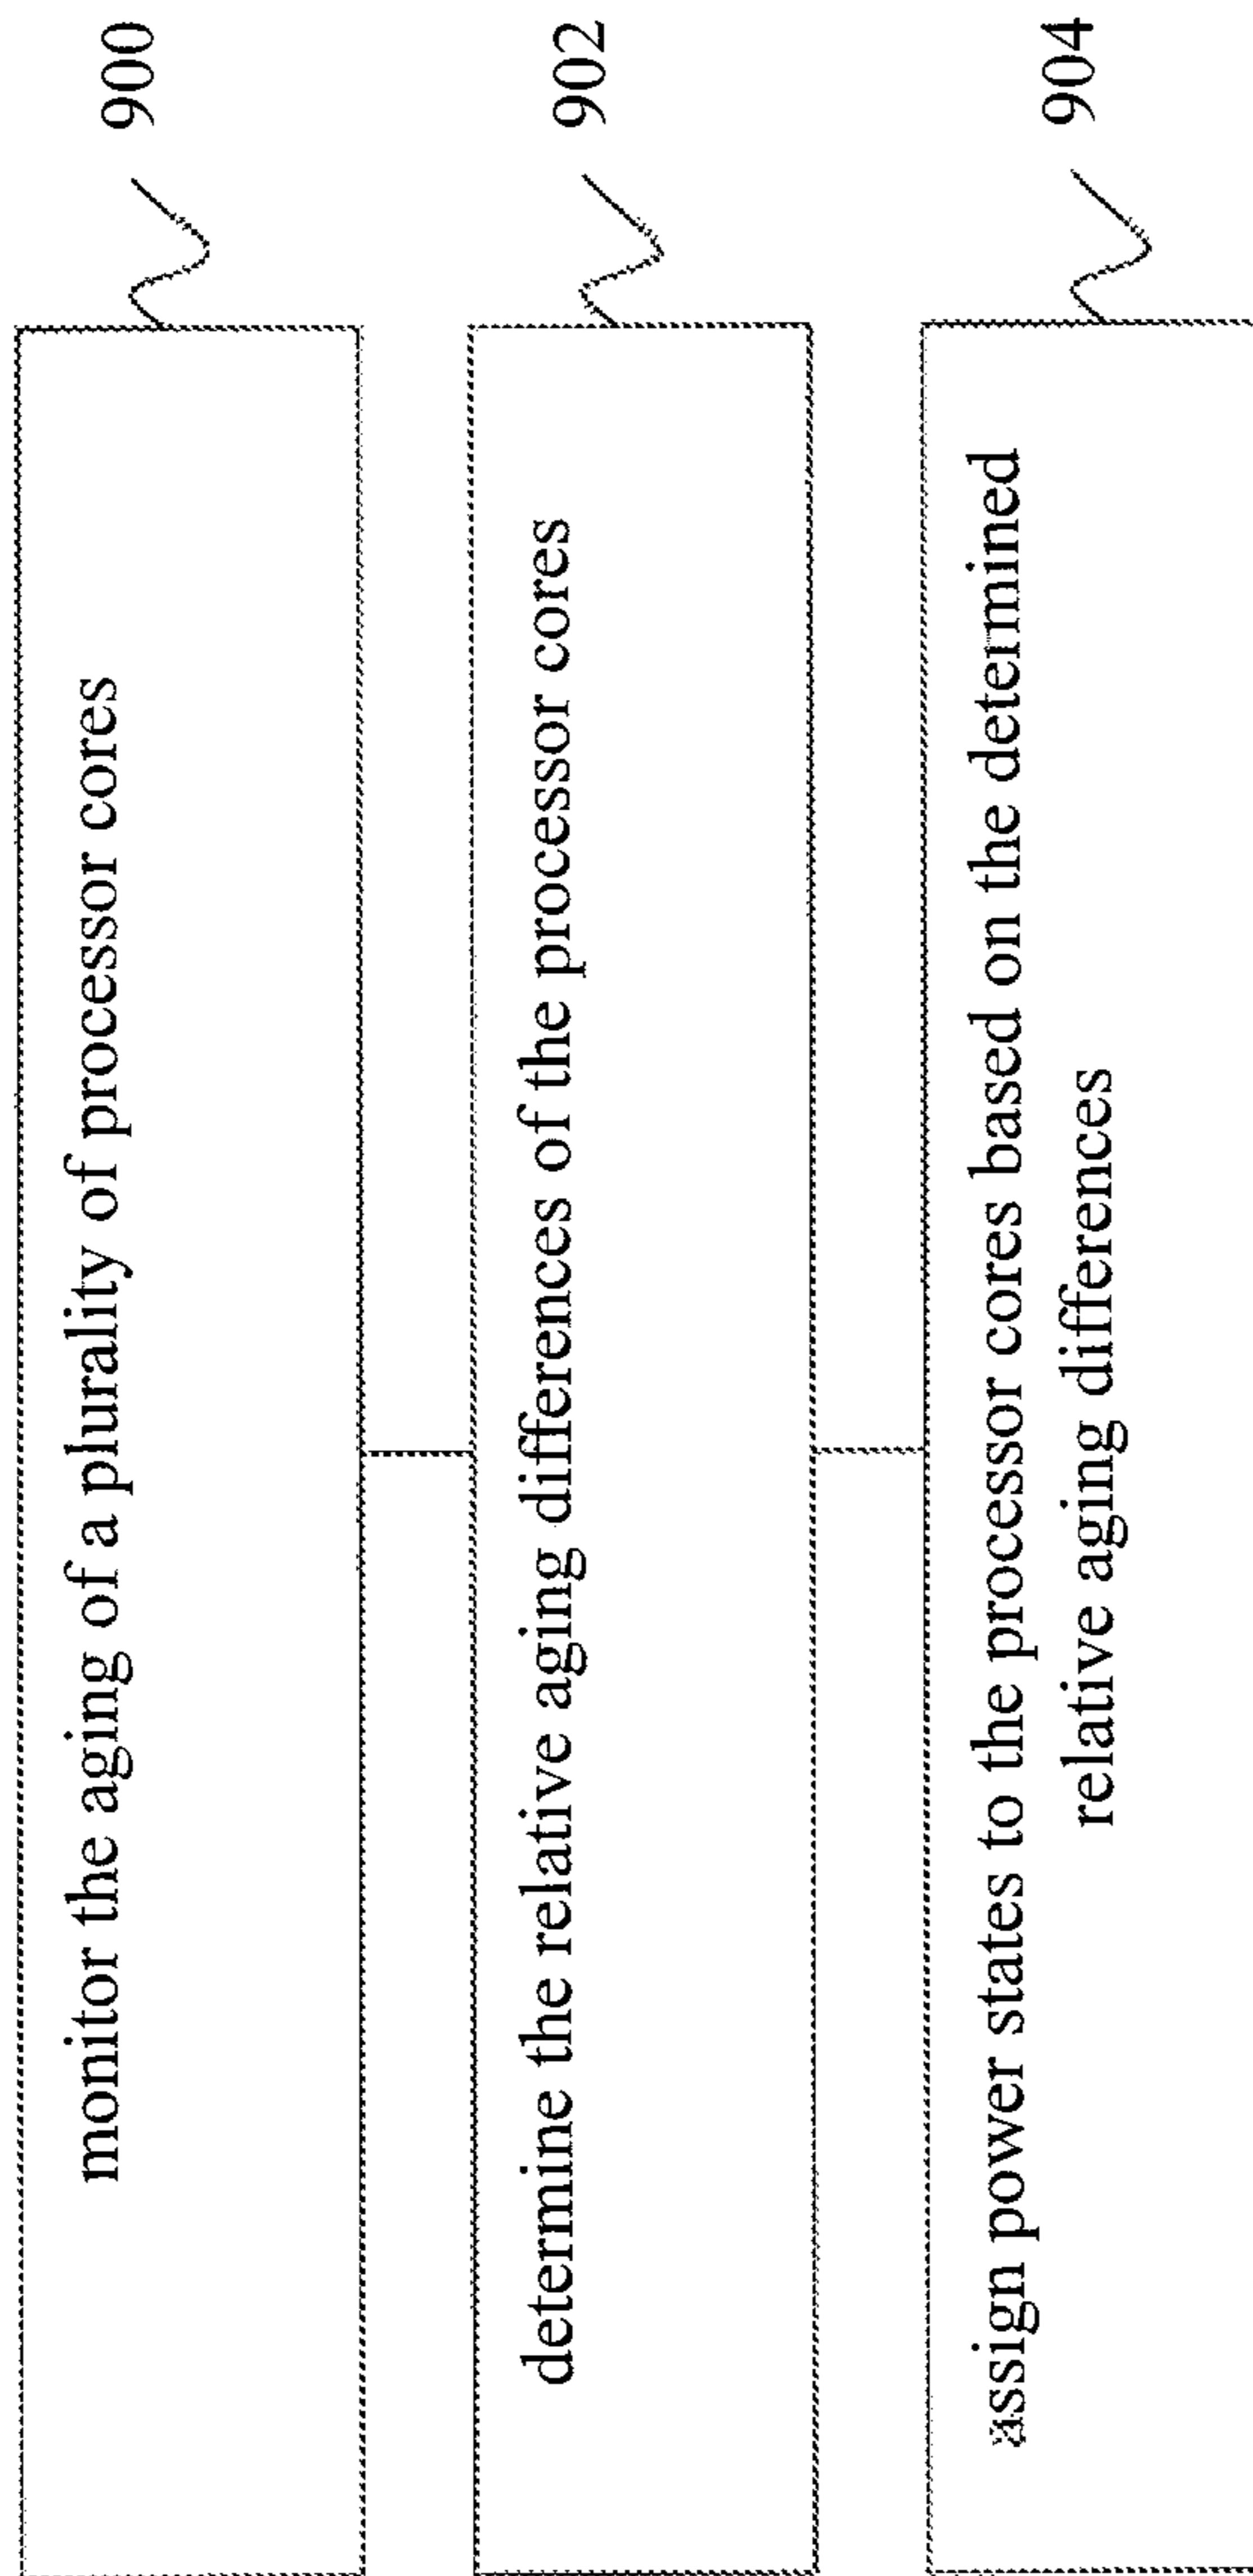 monitor the aging of a plurality of processor cores
900
determine the relative aging differences of the processor cores
902
assign power states to the processor cores based on the determined
relative aging differences
904